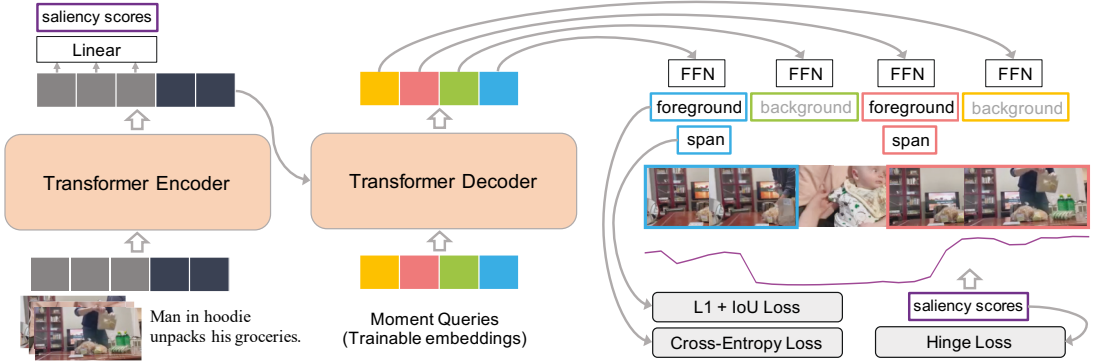 saliency scores
Linear
Transformer Encoder
Man in hoodie
unpacks his groceries.
Transformer Decoder
Moment Queries
(Trainable embeddings)
FFN
FFN
FFN
FFN
foreground
background
foreground
background
span
span
L1 + IoU Loss
Cross-Entropy Loss
saliency scores
Hinge Loss